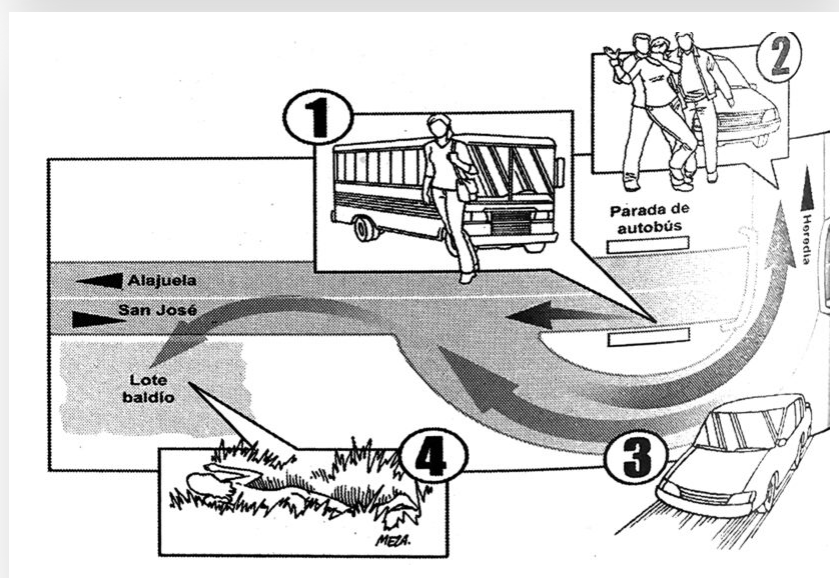 1
2
Parada de
autobús
Heredia
Alajuela
San José
Lote
baldío
3
4
MEZA.